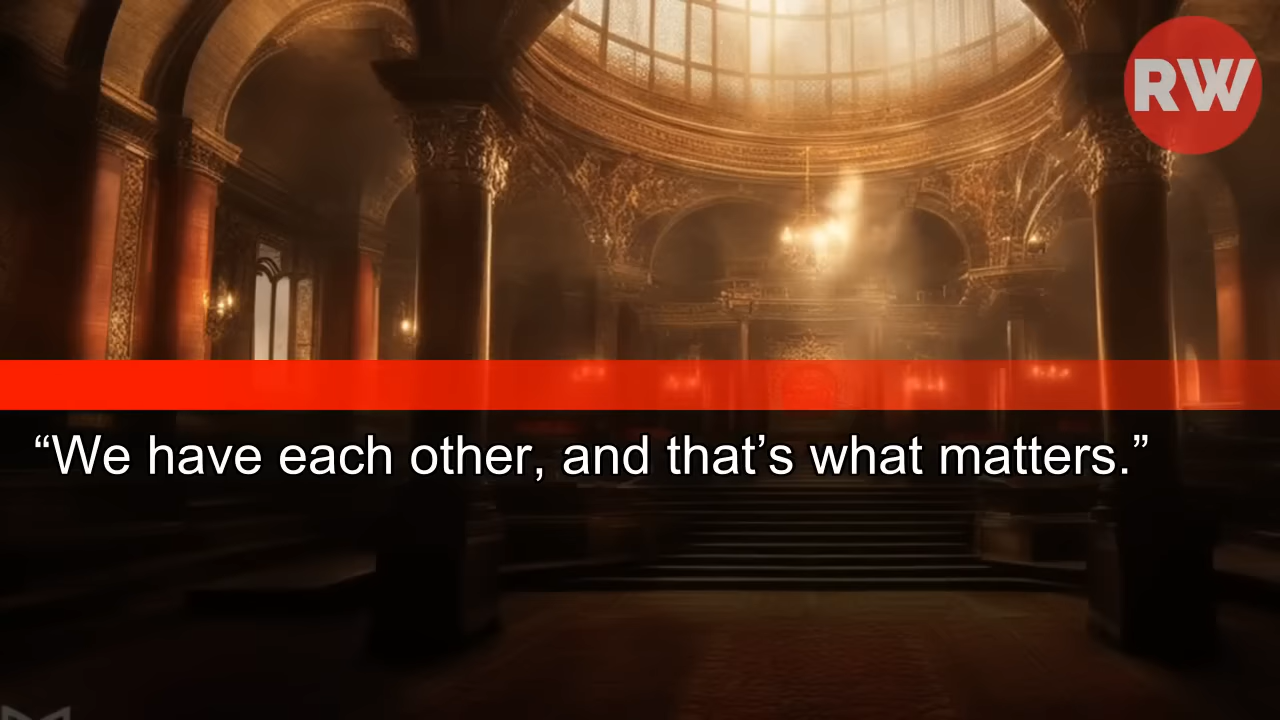 RW
“We have each other, and that’s what matters.”